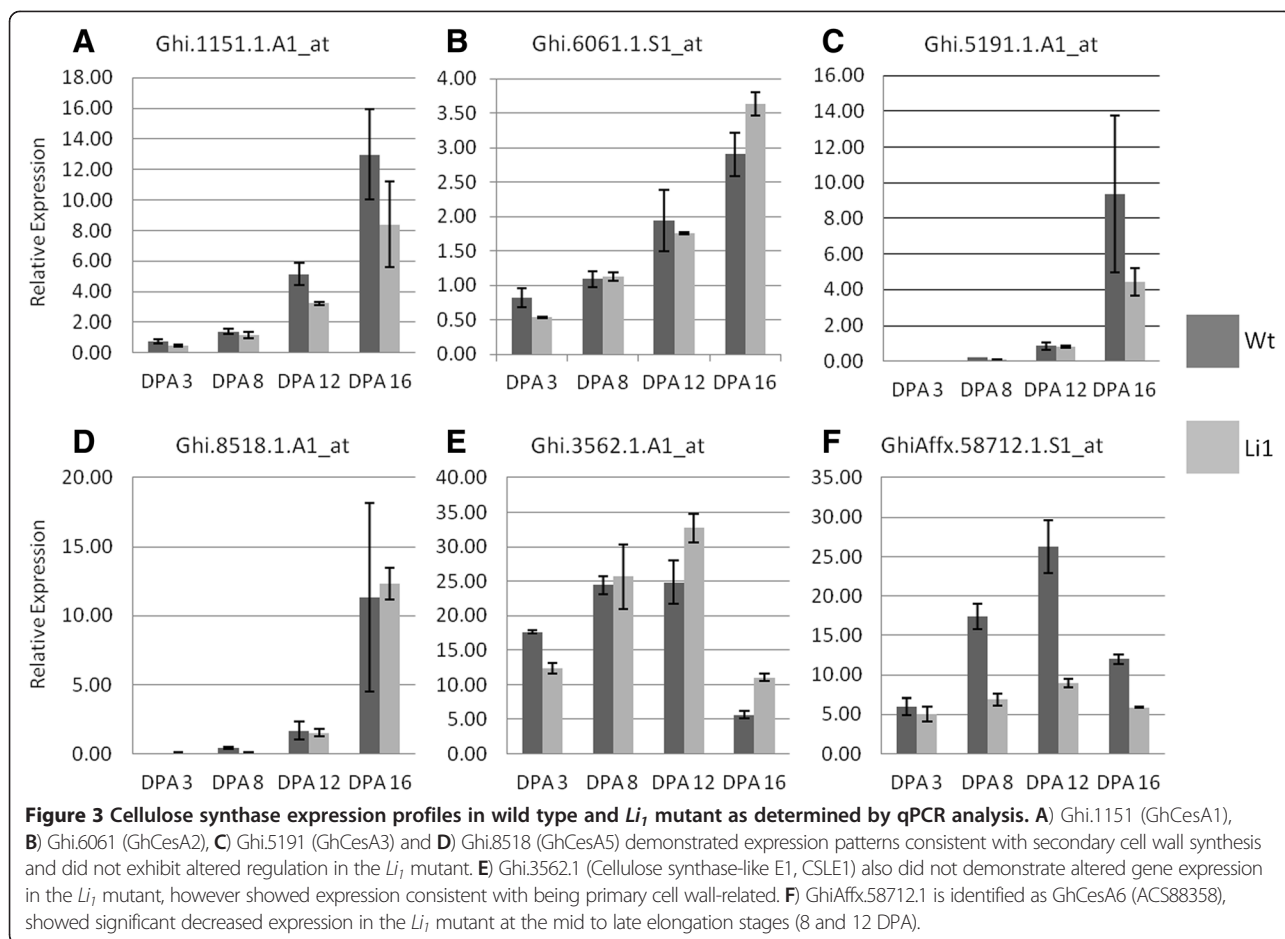 A
Ghi.1151.1.A1_at
18.00
16.00
14.00
12.00
10.00
8.00
6.00
4.00
2.00
0.00
Relative Expression
DPA 3 DPA 8 DPA 12 DPA 16
B
Ghi.6061.1.S1_at
4.00
3.50
3.00
2.50
2.00
1.50
1.00
0.50
0.00
DPA 3 DPA 8 DPA 12 DPA 16
C
Ghi.5191.1.A1_at
16.00
14.00
12.00
10.00
8.00
6.00
4.00
2.00
0.00
DPA 3 DPA 8 DPA 12 DPA 16
Wt
Li1
D
Ghi.8518.1.A1_at
20.00
15.00
10.00
5.00
0.00
Relative Expression
DPA 3 DPA 8 DPA 12 DPA 16
E
Ghi.3562.1.A1_at
40.00
35.00
30.00
25.00
20.00
15.00
10.00
5.00
0.00
DPA 3 DPA 8 DPA 12 DPA 16
F
GhiAffx.58712.1.S1_at
35.00
30.00
25.00
20.00
15.00
10.00
5.00
0.00
DPA 3 DPA 8 DPA 12 DPA 16
Figure 3 Cellulose synthase expression profiles in wild type and Li₁ mutant as determined by qPCR analysis. A) Ghi.1151 (GhCesA1),
B) Ghi.6061 (GhCesA2), C) Ghi.5191 (GhCesA3) and D) Ghi.8518 (GhCesA5) demonstrated expression patterns consistent with secondary cell wall synthesis
and did not exhibit altered regulation in the Li₁ mutant. E) Ghi.3562.1 (Cellulose synthase-like E1, CSLE1) also did not demonstrate altered gene expression
in the Li₁ mutant, however showed expression consistent with being primary cell wall-related. F) GhiAffx.58712.1 is identified as GhCesA6 (ACS88358),
showed significant decreased expression in the Li₁ mutant at the mid to late elongation stages (8 and 12 DPA).